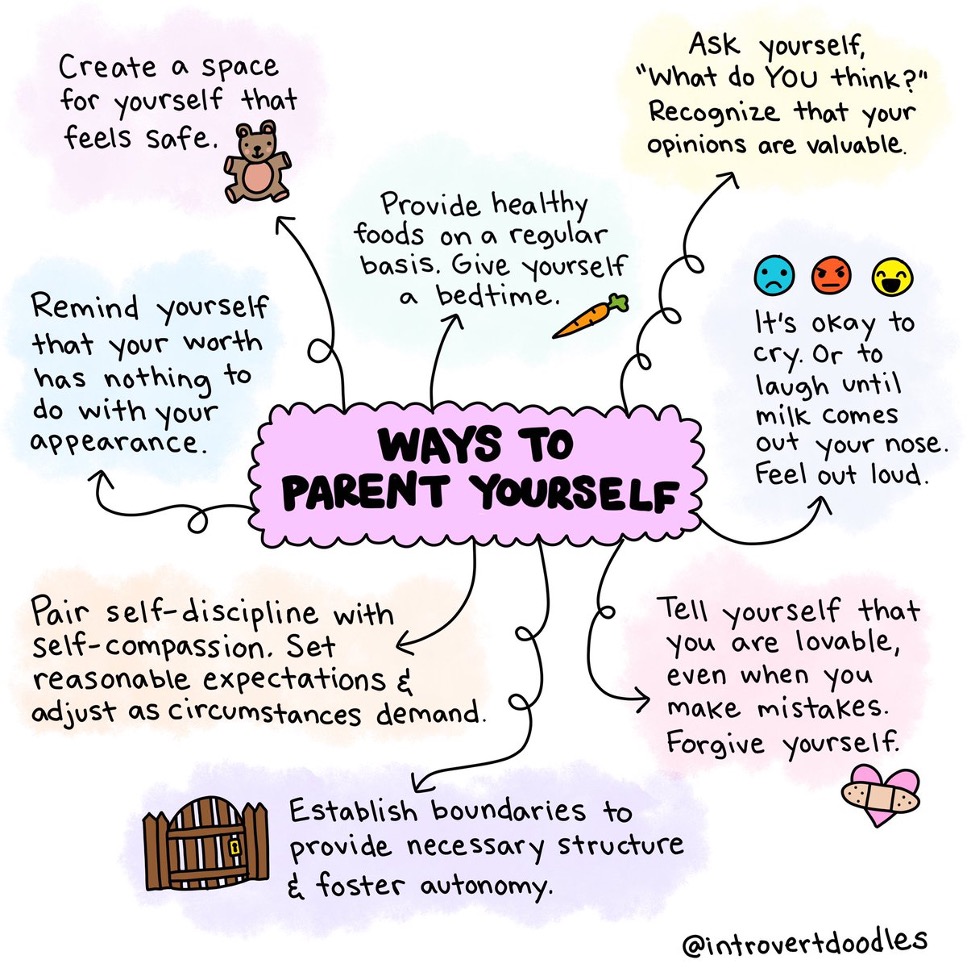 Create a space
for yourself that
feels safe.
Ask yourself,
"What do YOU think?"
Recognize that your
opinions are valuable.
Provide healthy
foods on a regular
basis. Give yourself
a bedtime.
Remind yourself
that your worth
has nothing to
do with your
appearance.
It's okay to
cry. Or to
laugh until
milk comes
out your nose.
Feel out loud.
WAYS TO
PARENT YOURSELF
Pair self-discipline with
self-compassion. Set
reasonable expectations &
adjust as circumstances demand.
Tell yourself that
you are lovable,
even when you
make mistakes.
Forgive yourself.
Establish boundaries to
provide necessary structure
& foster autonomy.
@introvertdoodles